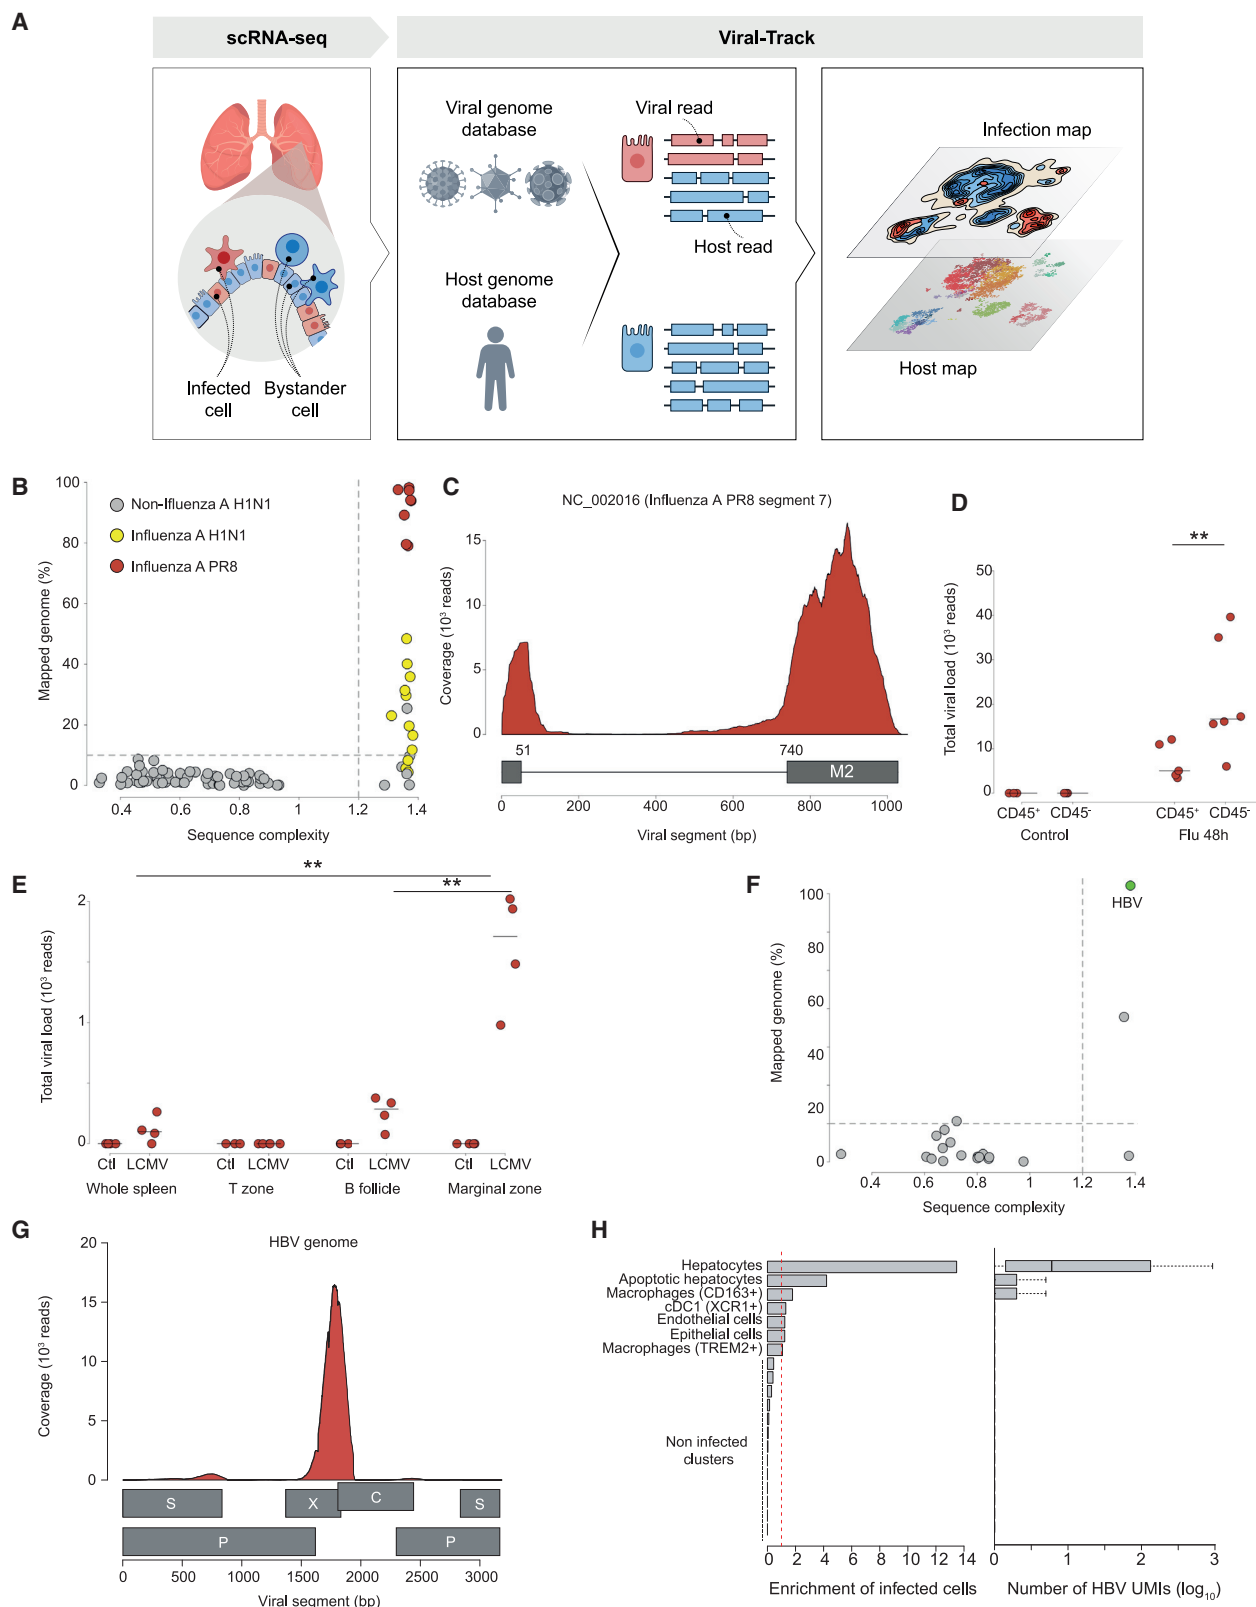 A
scRNA-seq
Viral-Track
Viral genome
database
Viral read
Infection map
Host read
Host genome
database
Infected
cell
Bystander
cell
Host map
B
Non-Ifluenza A H1N1
Influenza A H1N1
Influenza A PR8
Mapped genome (%)
100
80
60
40
20
0
0.4
0.6
0.8
1
1.2
1.4
Sequence complexity
C
NC_002016 (Influenza A PR8 segment 7)
Coverage (10³ reads)
15
10
5
0
51
740
M2
0
200
400
600
800
1000
Viral segment (bp)
D
**
Total viral load (10³ reads)
50
40
30
20
10
0
CD45⁺
CD45⁻
CD45⁺
CD45⁻
Control
Flu 48h
E
**
**
Total viral load (10³ reads)
2
1
0
Ctl
LCMV
Ctl
LCMV
Ctl
LCMV
Ctl
LCMV
Whole spleen
T zone
B follicle
Marginal zone
F
HBV
Mapped genome (%)
100
80
60
40
20
0
0.4
0.6
0.8
1
1.2
1.4
Sequence complexity
G
HBV genome
Coverage (10³ reads)
20
15
10
5
0
S
X
C
S
P
P
0
500
1000
1500
2000
2500
3000
Viral segment (bp)
H
Hepatocytes
Apoptotic hepatocytes
Macrophages (CD163+)
cDC1 (XCR1+)
Endothelial cells
Epithelial cells
Macrophages (TREM2+)
Non infected
clusters
0
2
4
6
8
10
12
14
Enrichment of infected cells
0
1
2
3
Number of HBV UMIs (log₁₀)